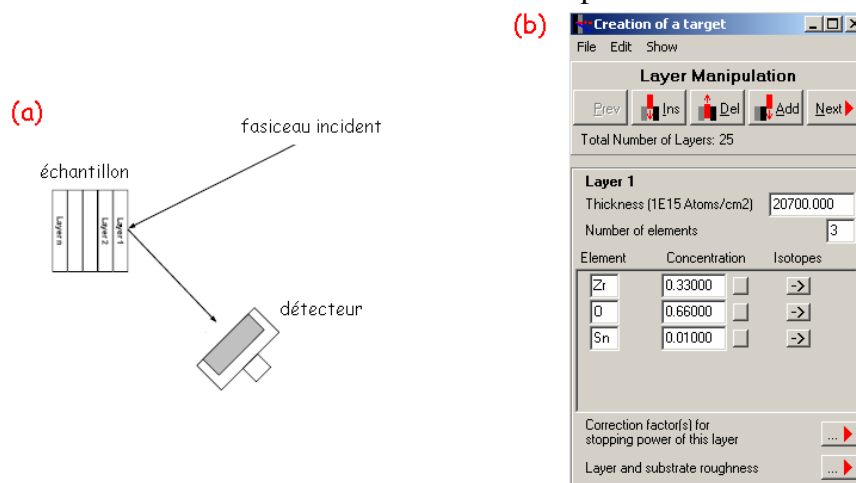 (a)
fasiceau incident
échantillon
Layer n
Layer 2
Layer 1
détecteur
(b)
Creation of a target
File Edit Show
Layer Manipulation
Prev Ins Del Add Next
Total Number of Layers: 25
Layer 1
Thickness (1E15 Atoms/cm2) 20700.000
Number of elements 3
Element Concentration Isotopes
Zr 0.33000 ->
O 0.66000 ->
Sn 0.01000 ->
Correction factor(s) for
stopping power of this layer ...
Layer and substrate roughness ...